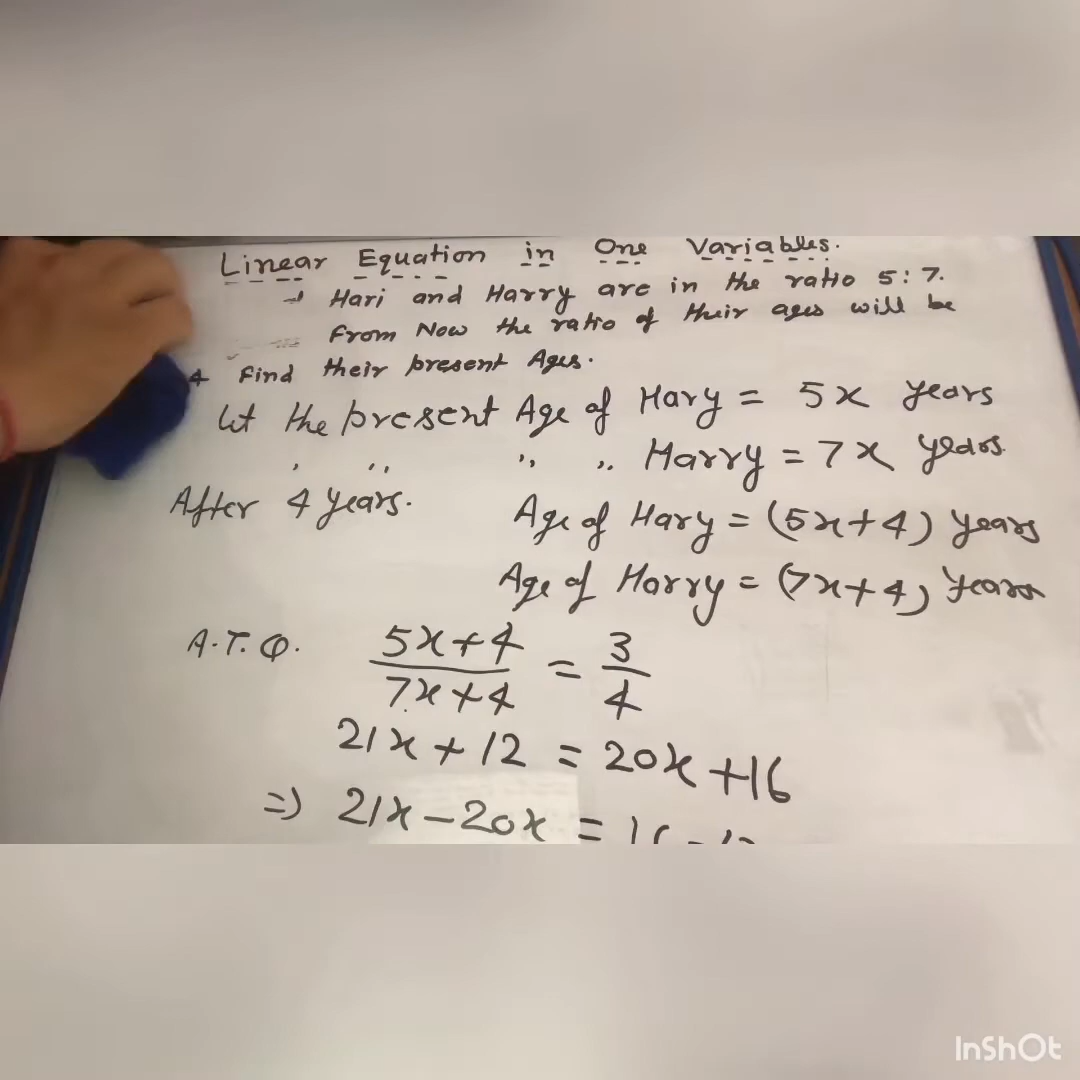 Linear Equation in One Variables.
Hari and Harry are in the ratio 5:7.
From Now the ratio of their ages will be
4 Find their present Ages.
Let the present Age of Hary = 5x years
,, ,, ,, ,, Harry = 7x years.
After 4 years. Age of Hary = (5x+4) years
Age of Harry = (7x+4) years
A.T.Q. 5x+4/7x+4 = 3/4
21x + 12 = 20x + 16
=> 21x - 20x = 16 - 12
InShOt